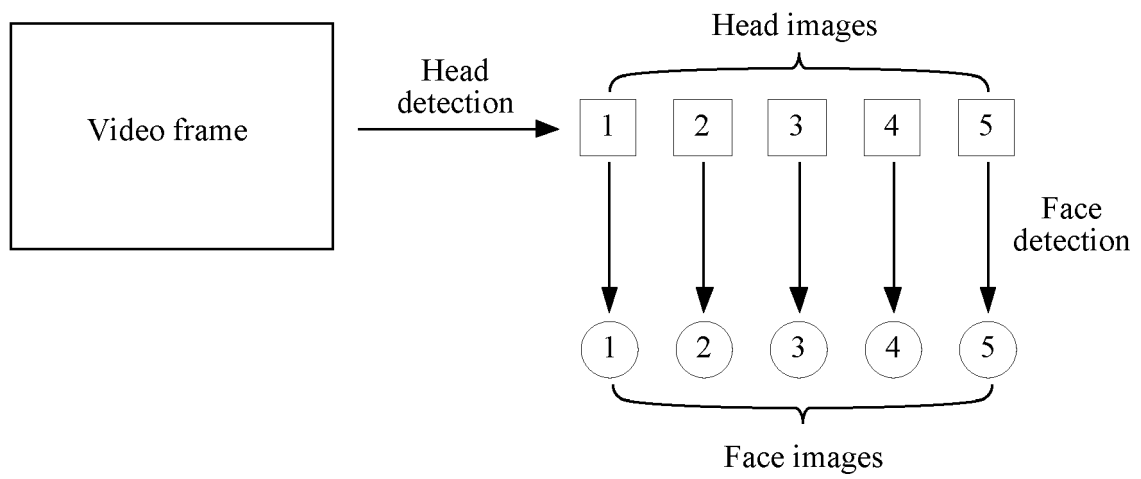 Head images
Head
detection
Video frame
1 2 3 4 5
Face
detection
1 2 3 4 5
Face images